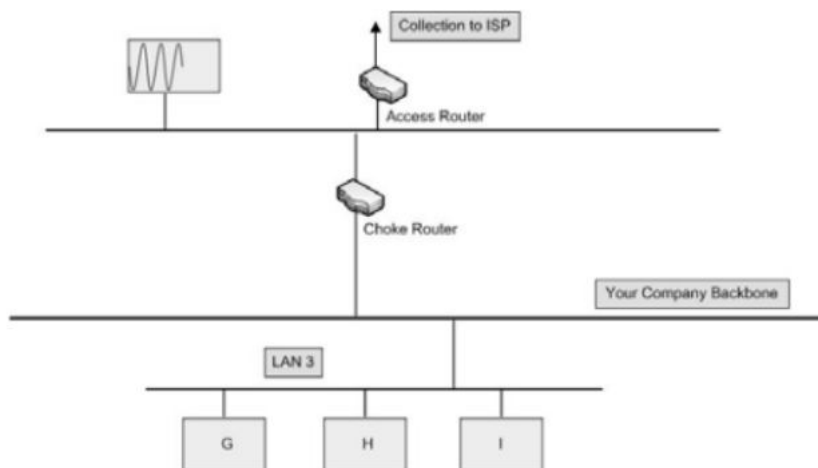 Collection to ISP
Access Router
Choke Router
Your Company Backbone
LAN 3
G
H
I